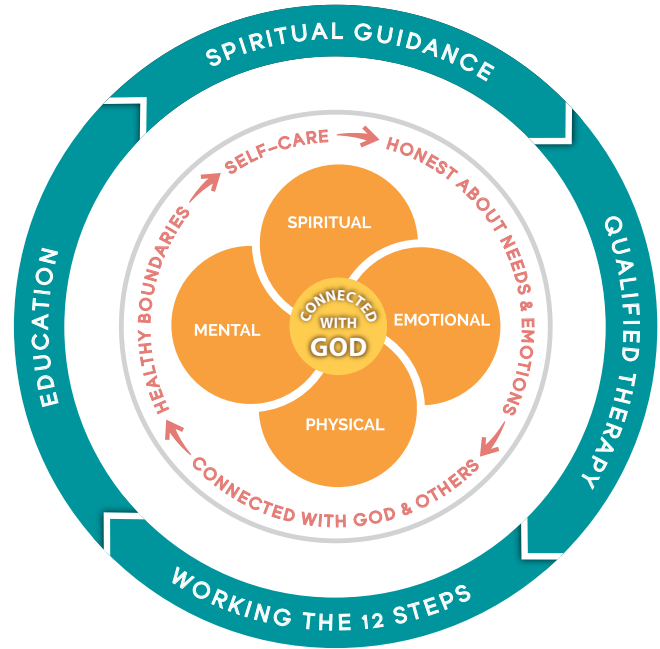 SPIRITUAL GUIDANCE
QUALIFIED THERAPY
WORKING THE 12 STEPS
EDUCATION
SELF-CARE
HONEST ABOUT NEEDS & EMOTIONS
CONNECTED WITH GOD & OTHERS
HEALTHY BOUNDARIES
SPIRITUAL
EMOTIONAL
PHYSICAL
MENTAL
CONNECTED
WITH
GOD